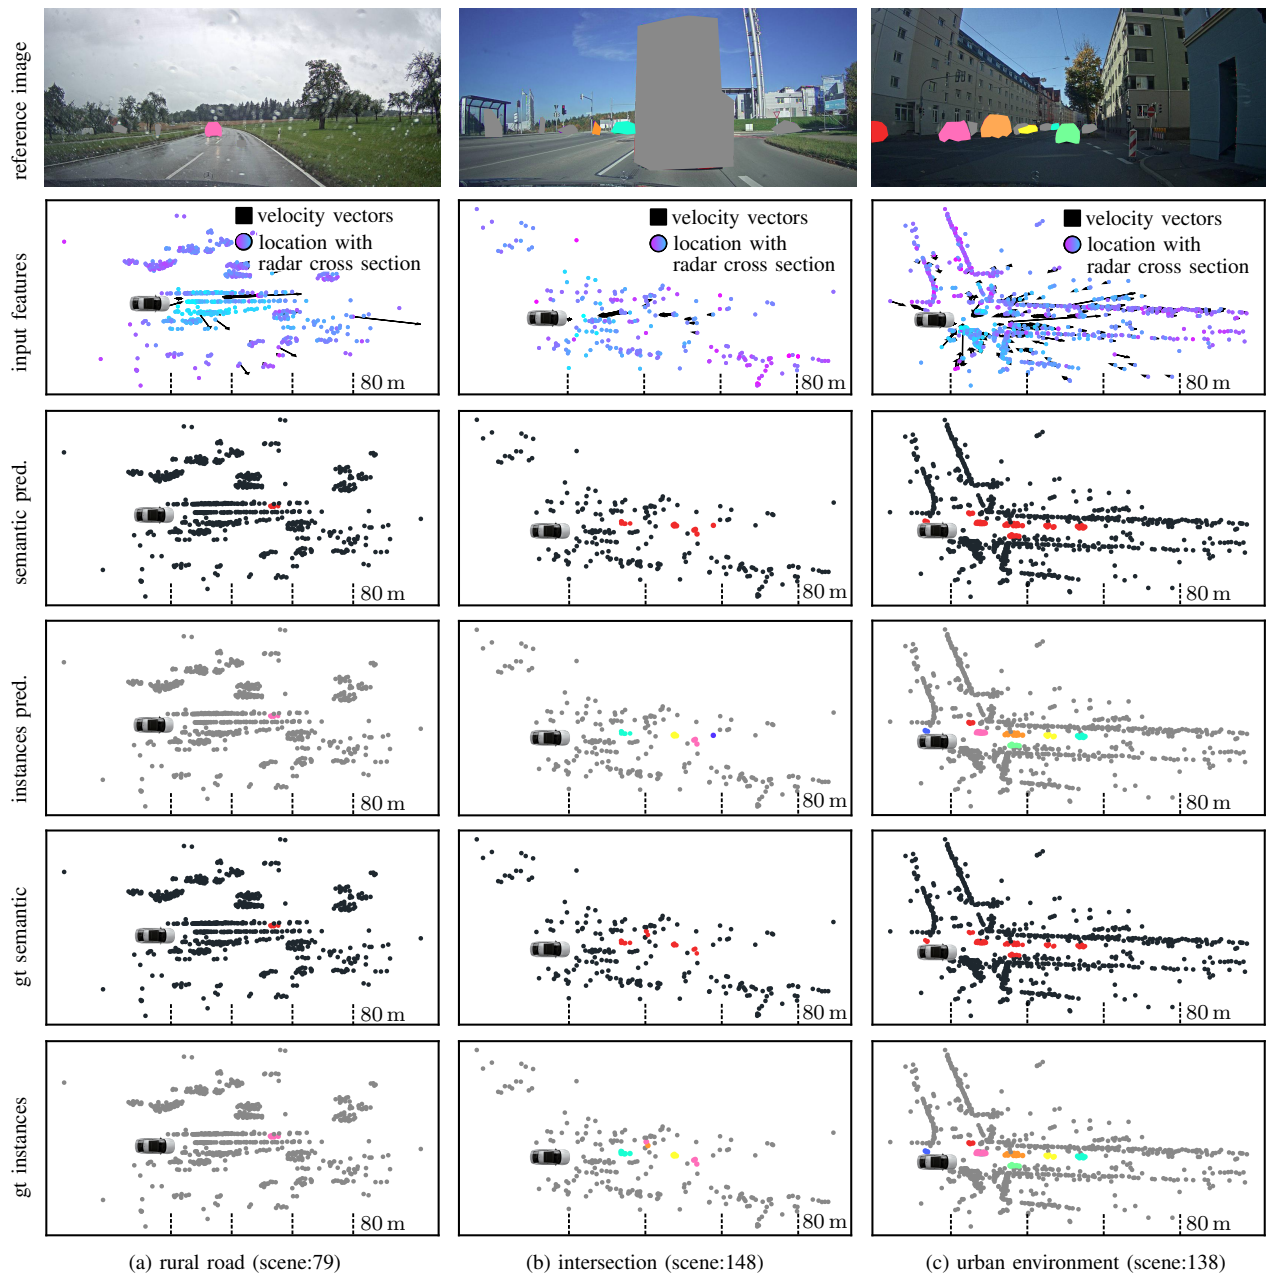 reference image
input features
velocity vectors
location with
radar cross section
80 m
velocity vectors
location with
radar cross section
80 m
velocity vectors
location with
radar cross section
80 m
semantic pred.
80 m
80 m
80 m
instances pred.
80 m
80 m
80 m
gt semantic
80 m
80 m
80 m
gt instances
80 m
80 m
80 m
(a) rural road (scene:79)
(b) intersection (scene:148)
(c) urban environment (scene:138)